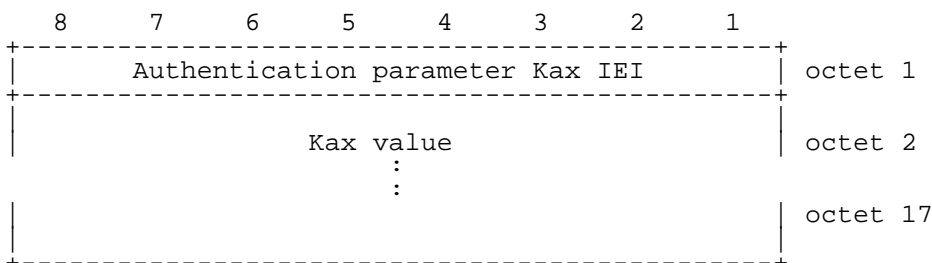 8 7 6 5 4 3 2 1
Authentication parameter Kax IEI octet 1
Kax value octet 2
:
:
octet 17